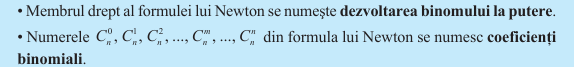 • Membrul drept al formulei lui Newton se numește dezvoltarea binomului la putere.
• Numerele $C_n^0, C_n^1, C_n^2, ..., C_n^m, ..., C_n^n$ din formula lui Newton se numesc coeficienți
binomiali.